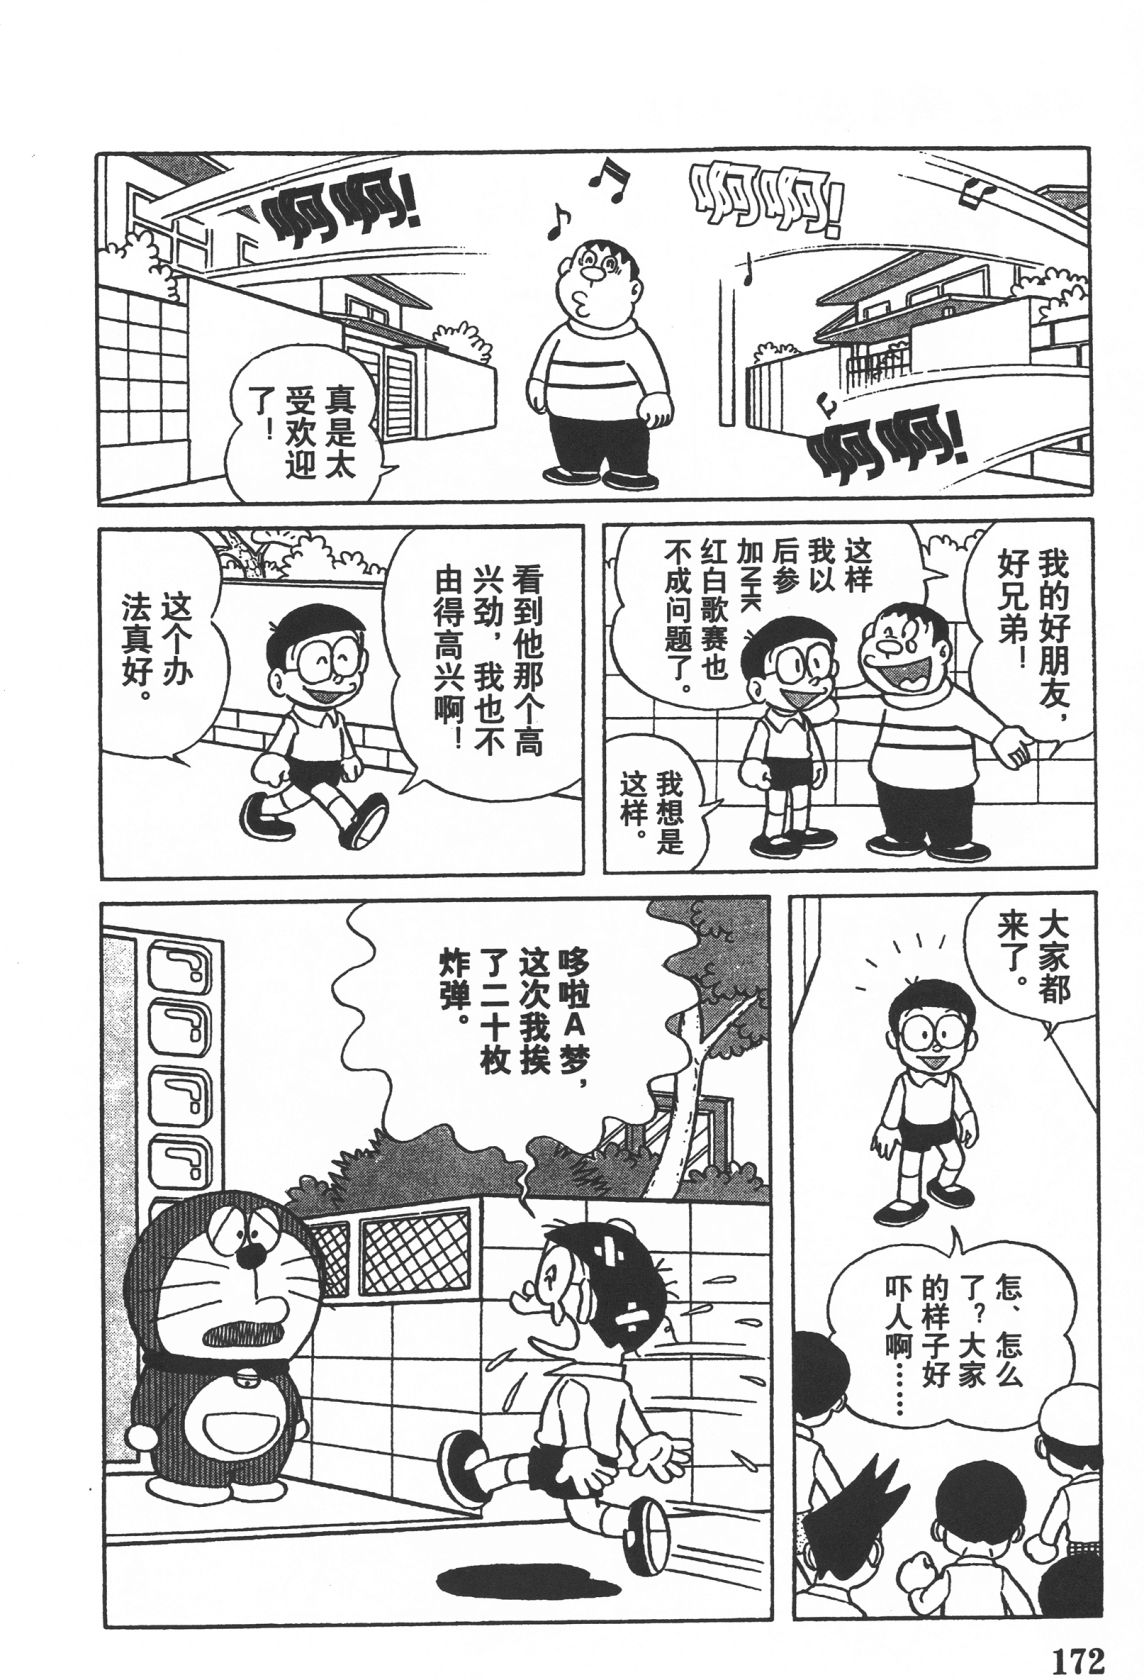 啊啊!
啊啊!
啊啊!
真是太
受欢迎
了!
我的好朋友,
好兄弟!
这样
我以
后参
加NHK
红白歌赛也
不成问题了。
我想是
这样。
看到他那个高
兴劲,我也不
由得高兴啊!
这个办
法真好。
大家都
来了。
怎、怎么
了?大家
的样子好
吓人啊……
哆啦A梦,
这次我挨
了二十枚
炸弹。
172